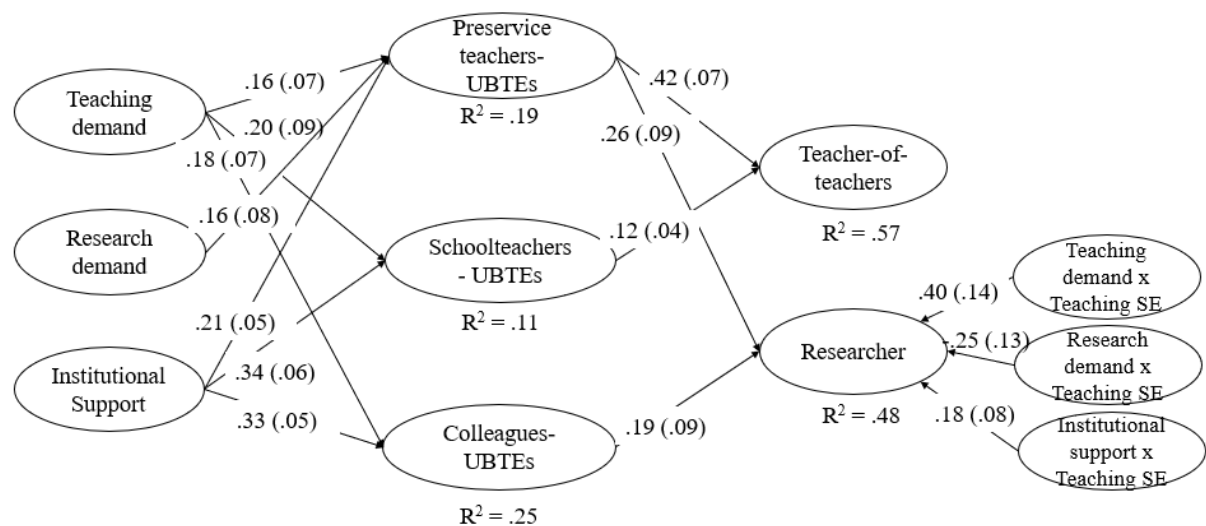 Preservice
teachers-
UBTEs
R² = .19
Teaching
demand
.16 (.07)
.20 (.09)
.18 (.07)
.42 (.07)
.26 (.09)
Teacher-of-
teachers
R² = .57
Research
demand
.16 (.08)
Schoolteachers
- UBTEs
R² = .11
.12 (.04)
Institutional
Support
.21 (.05)
.34 (.06)
.33 (.05)
Colleagues-
UBTEs
R² = .25
.19 (.09)
Researcher
R² = .48
.40 (.14)
-.25 (.13)
.18 (.08)
Teaching
demand x
Teaching SE
Research
demand x
Teaching SE
Institutional
support x
Teaching SE